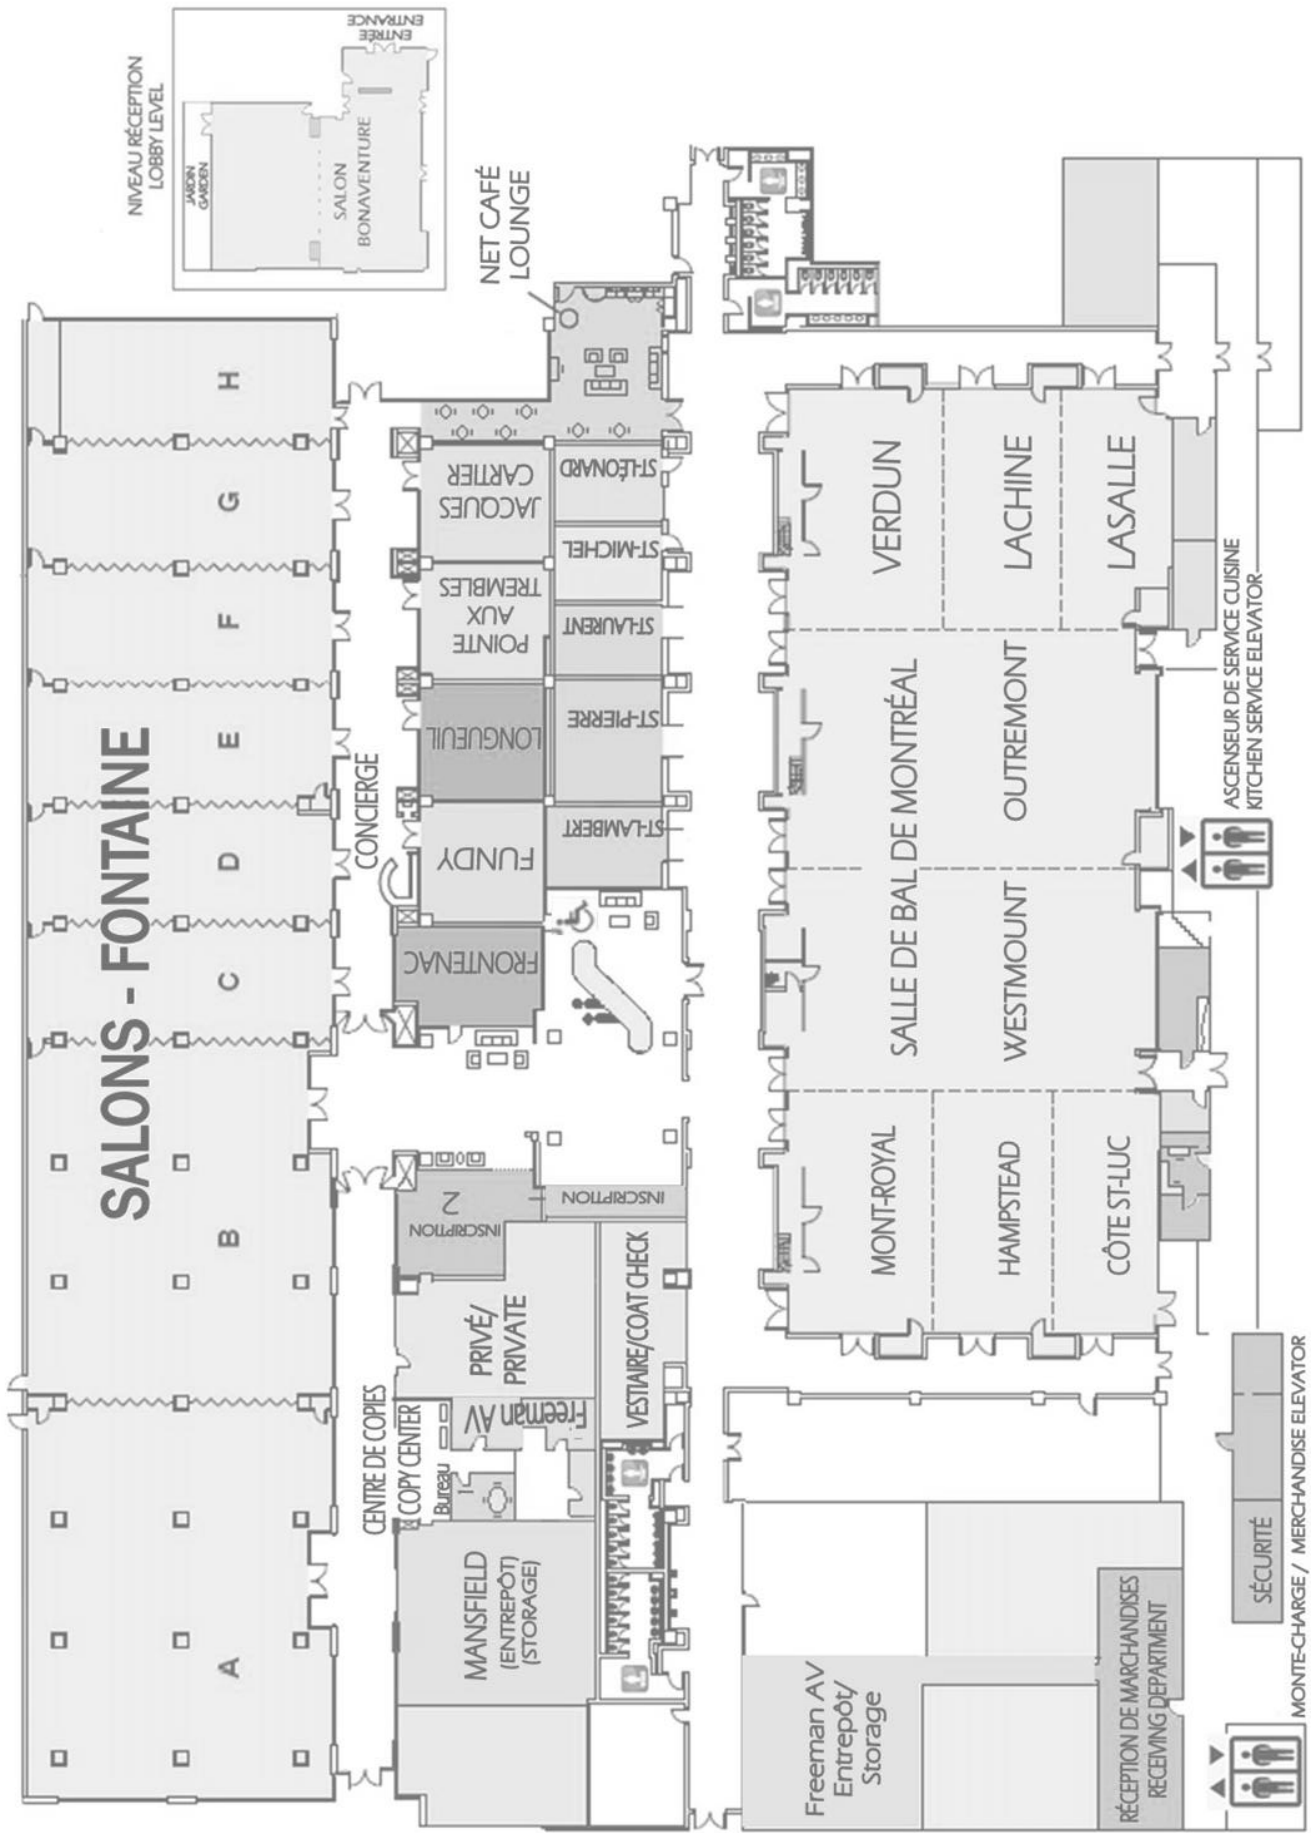 NIVEAU RÉCEPTION
LOBBY LEVEL
ENTRÉE
ENTRANCE
JARDIN
GARDEN
SALON
BONAVENTURE
NET CAFÉ
LOUNGE
SALONS - FONTAINE
A
B
C
D
E
F
G
H
CONCIERGE
CENTRE DE COPIES
COPY CENTER
JACQUES
CARTIER
POINTE
AUX
TREMBLES
LONGUEUIL
FUNDY
FRONTENAC
ST-LÉONARD
ST-MICHEL
ST-LAURENT
ST-PIERRE
ST-LAMBERT
INSCRIPTION
2
INSCRIPTION
PRIVÉ/
PRIVATE
VESTIAIRE/COAT CHECK
Freeman AV
Bureau
1
MANSFIELD
(ENTREPÔT)
(STORAGE)
VERDUN
LACHINE
LASALLE
SALLE DE BAL DE MONTRÉAL
OUTREMONT
WESTMOUNT
MONT-ROYAL
HAMPSTEAD
CÔTE ST-LUC
ASCENSEUR DE SERVICE CUISINE
KITCHEN SERVICE ELEVATOR
Freeman AV
Entrepôt/
Storage
RÉCEPTION DE MARCHANDISES
RECEIVING DEPARTMENT
SÉCURITÉ
MONTE-CHARGE / MERCHANDISE ELEVATOR